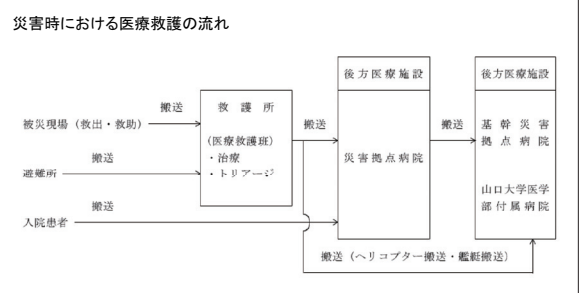 災害時における医療救護の流れ
後方医療施設
後方医療施設
搬送
救護所
被災現場（救出・救助）
搬送
搬送
基幹災害
拠点病院
（医療救護班）
・治療
・トリアージ
搬送
避難所
災害拠点病院
山口大学医学
部付属病院
搬送
入院患者
搬送（ヘリコプター搬送・艦艇搬送）